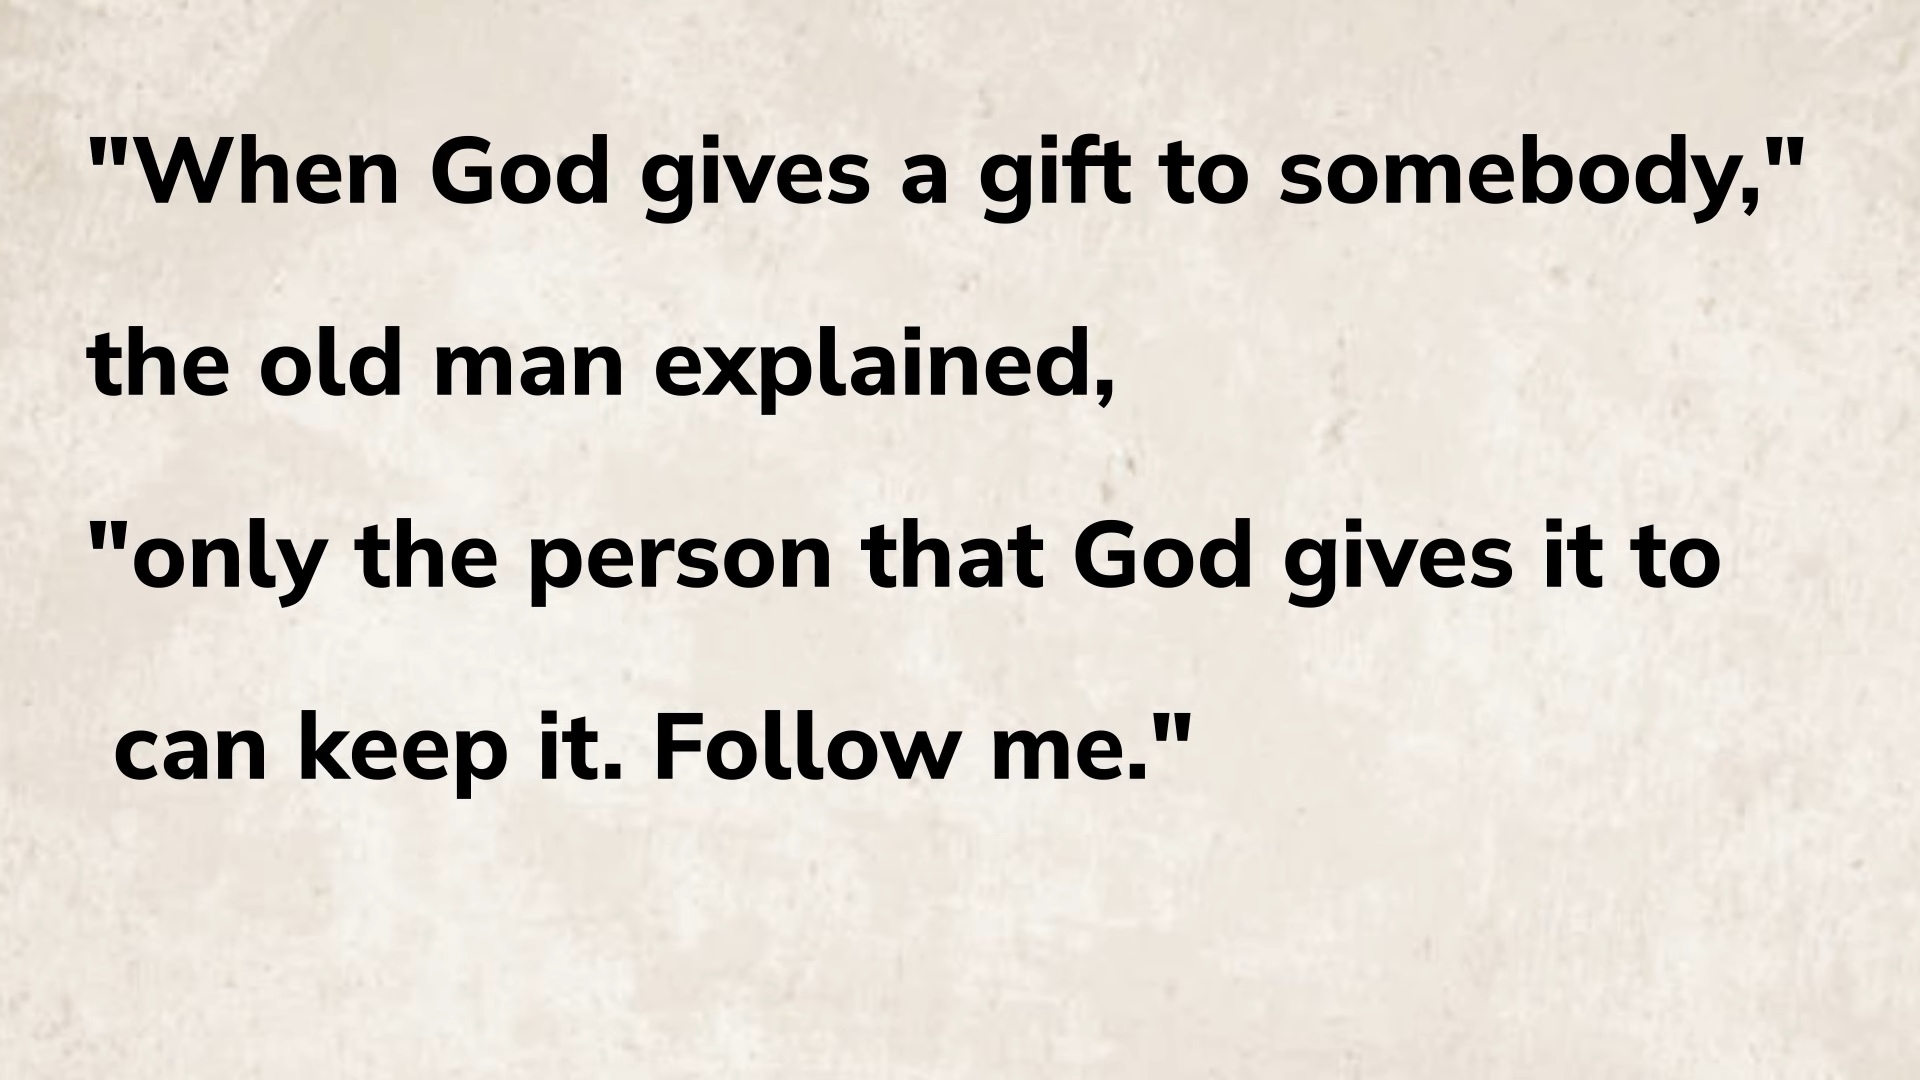 "When God gives a gift to somebody,"
the old man explained,
"only the person that God gives it to
can keep it. Follow me."